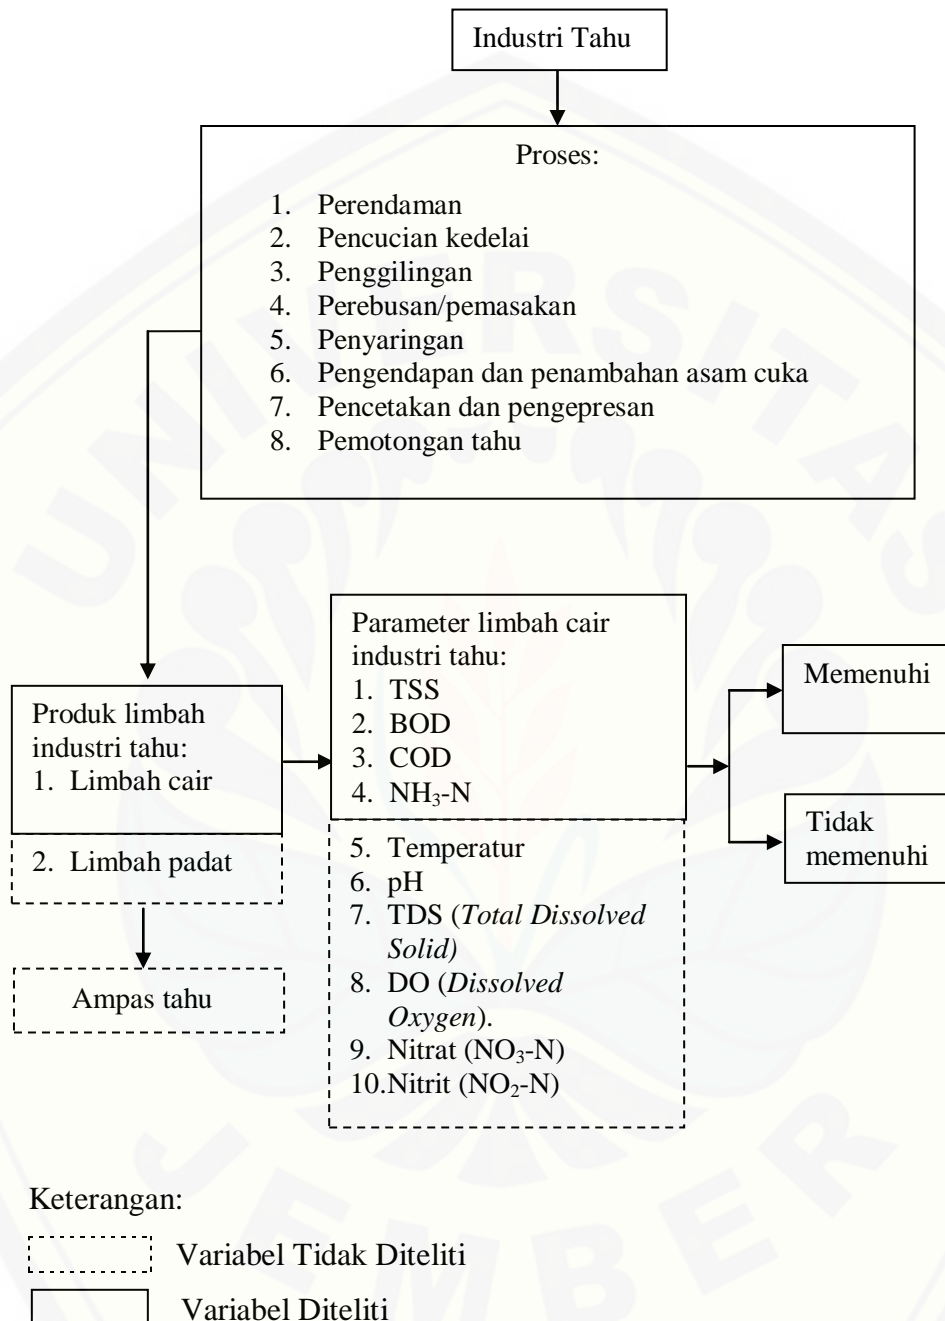 Industri Tahu
Proses:
1. Perendaman
2. Pencucian kedelai
3. Penggilingan
4. Perebusan/pemasakan
5. Penyaringan
6. Pengendapan dan penambahan asam cuka
7. Pencetakan dan pengepresan
8. Pemotongan tahu
Produk limbah
industri tahu:
1. Limbah cair
2. Limbah padat
Ampas tahu
Parameter limbah cair
industri tahu:
1. TSS
2. BOD
3. COD
4. NH₃-N
5. Temperatur
6. pH
7. TDS (Total Dissolved
Solid)
8. DO (Dissolved
Oxygen).
9. Nitrat (NO₃-N)
10.Nitrit (NO₂-N)
Memenuhi
Tidak
memenuhi
Keterangan:
Variabel Tidak Diteliti
Variabel Diteliti
UNIVERSITAS
JEMBER